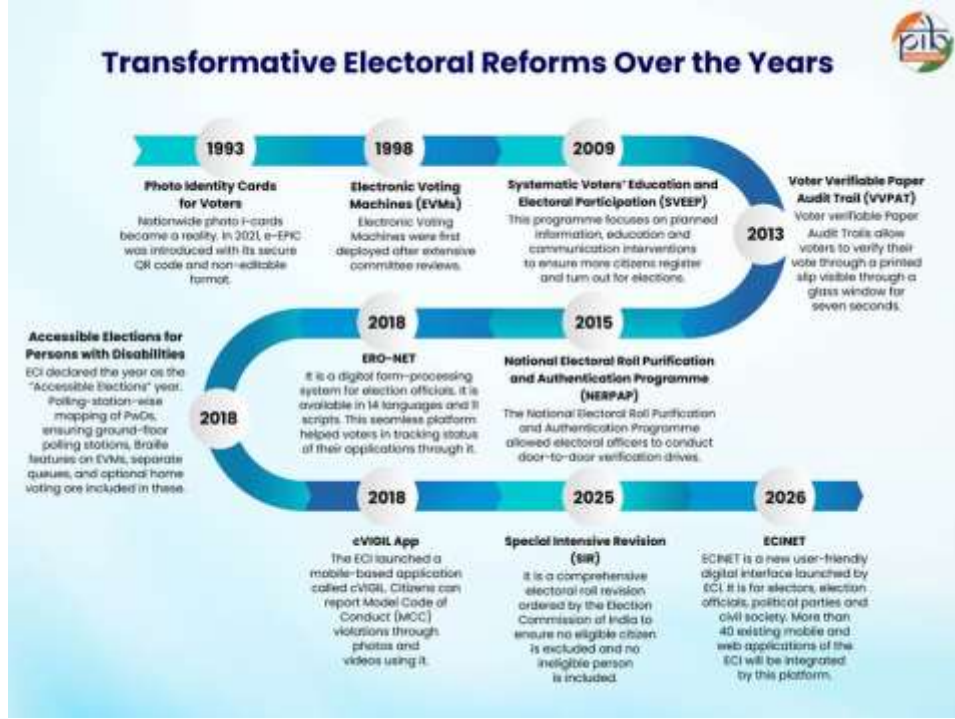 pib
Transformative Electoral Reforms Over the Years
1993
Photo Identity Cards
for Voters
Nationwide photo i-cards
became a reality. In 2021, e-EPIC
was introduced with its secure
QR code and non-editable
format.
1998
Electronic Voting
Machines (EVMs)
Electronic Voting
Machines were first
deployed after extensive
committee reviews.
2009
Systematic Voters' Education and
Electoral Participation (SVEEP)
This programme focuses on planned
information, education and
communication interventions
to ensure more citizens register
and turn out for elections.
2013
Voter Verifiable Paper
Audit Trail (VVPAT)
Voter verifiable Paper
Audit Trails allow
voters to verify their
vote through a printed
slip visible through a
glass window for
seven seconds.
2015
National Electoral Roll Purification
and Authentication Programme
(NERPAP)
The National Electoral Roll Purification
and Authentication Programme
allowed electoral officers to conduct
door-to-door verification drives.
2018
ERO-NET
It is a digital form-processing
system for election officials. It is
available in 14 languages and 11
scripts. This seamless platform
helped voters in tracking status
of their applications through it.
2018
Accessible Elections for
Persons with Disabilities
ECI declared the year as the
"Accessible Elections" year.
Polling-station-wise
mapping of PwDs,
ensuring ground-floor
polling stations, Braille
features on EVMs, separate
queues, and optional home
voting are included in these.
2018
cVIGIL App
The ECI launched a
mobile-based application
called cVIGIL. Citizens can
report Model Code of
Conduct (MCC)
violations through
photos and
videos using it.
2025
Special Intensive Revision
(SIR)
It is a comprehensive
electoral roll revision
ordered by the Election
Commission of India to
ensure no eligible citizen
is excluded and no
ineligible person
is included.
2026
ECINET
ECINET is a new user-friendly
digital interface launched by
ECI. It is for electors, election
officials, political parties and
civil society. More than
40 existing mobile and
web applications of the
ECI will be integrated
by this platform.